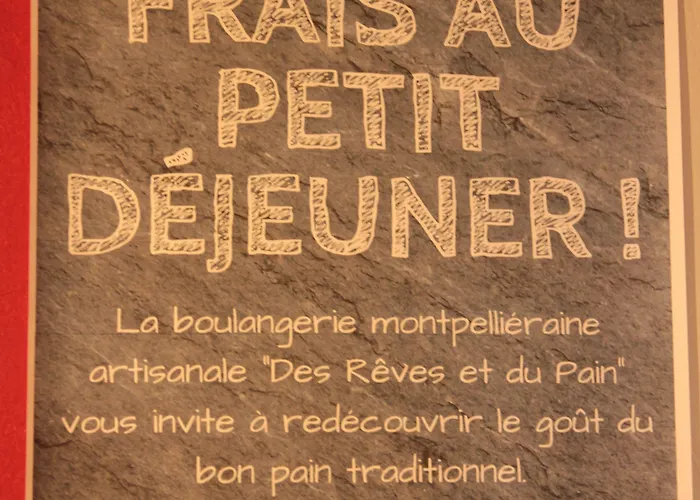 FRAIS AU
PETIT
DÉJEUNER !
La boulangerie montpelliéraine
artisanale "Des Rêves et du Pain"
vous invite à redécouvrir le goût du
bon pain traditionnel.